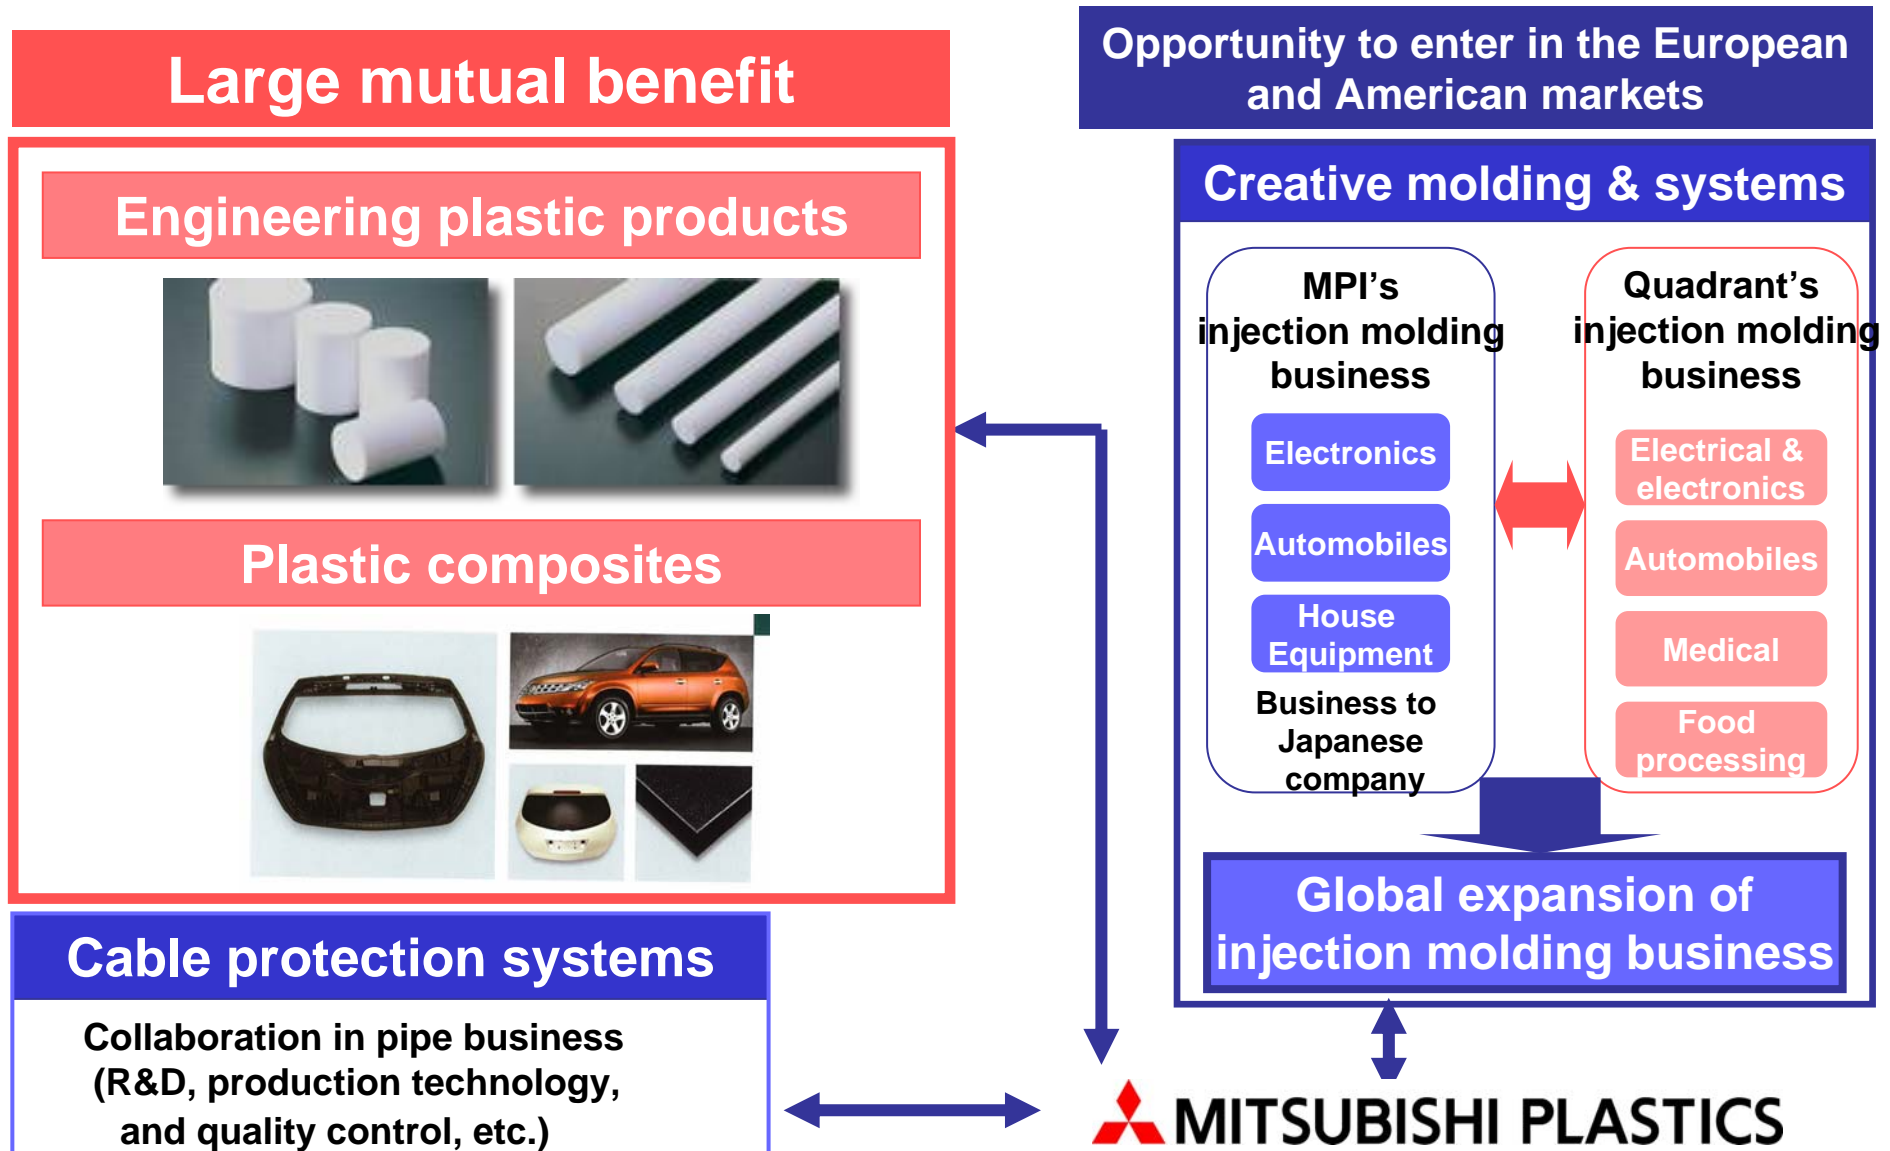 Large mutual benefit
Engineering plastic products
Plastic composites
Cable protection systems
Collaboration in pipe business
(R&D, production technology,
and quality control, etc.)
Opportunity to enter in the European
and American markets
Creative molding & systems
MPI’s
injection molding
business
Electronics
Automobiles
House
Equipment
Business to
Japanese
company
Quadrant’s
injection molding
business
Electrical &
electronics
Automobiles
Medical
Food
processing
Global expansion of
injection molding business
MITSUBISHI PLASTICS